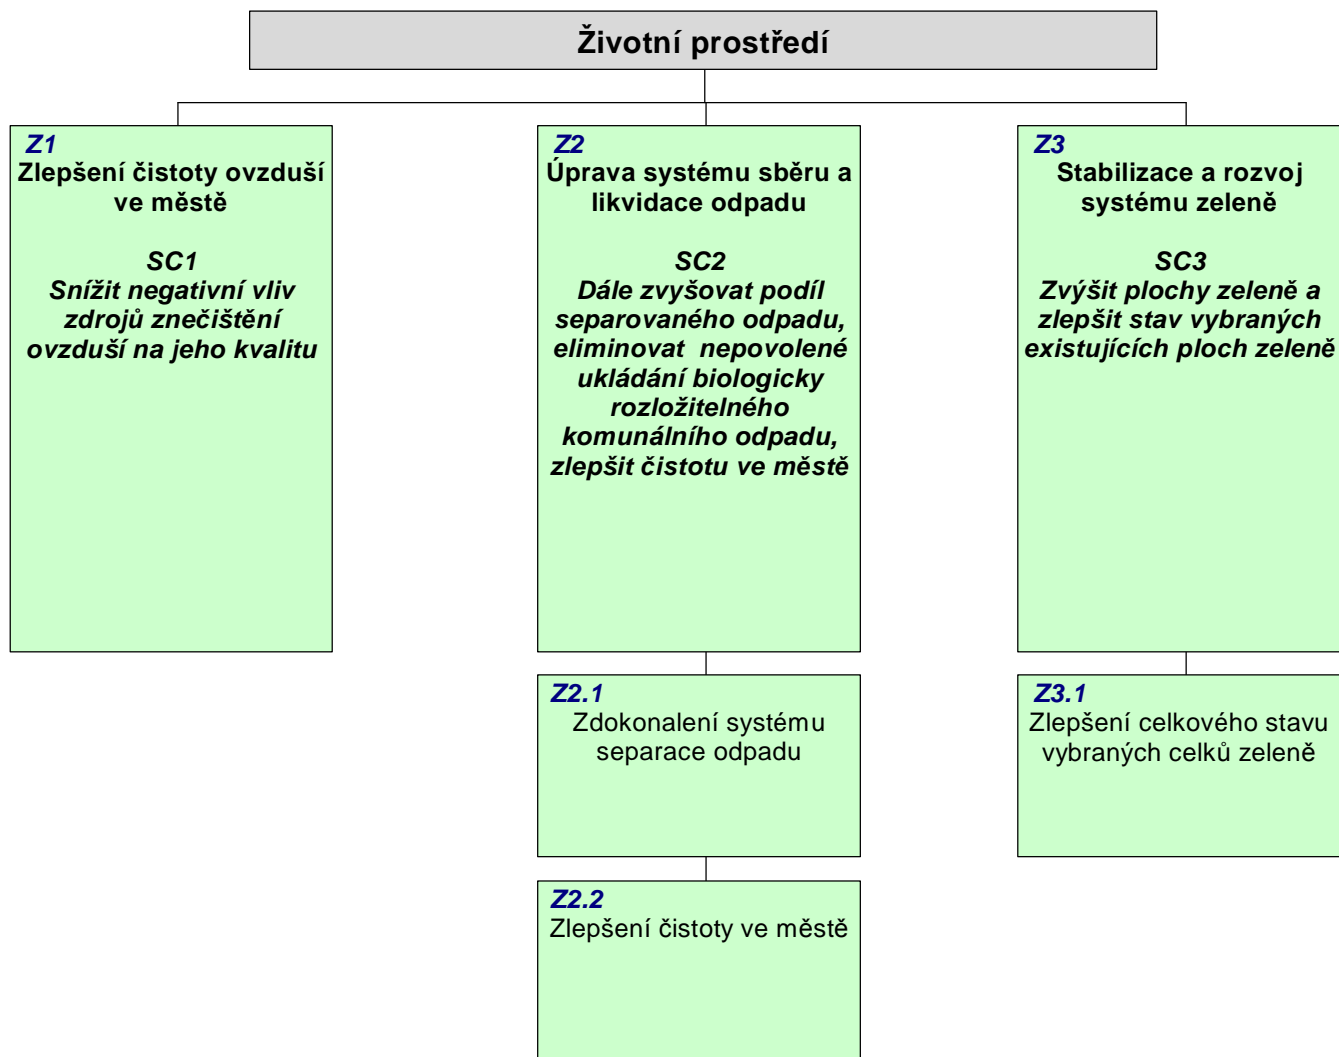 Životní prostředí
Z1
Zlepšení čistoty ovzduší
ve městě
SC1
Snížit negativní vliv
zdrojů znečištění
ovzduší na jeho kvalitu
Z2
Úprava systému sběru a
likvidace odpadu
SC2
Dále zvyšovat podíl
separovaného odpadu,
eliminovat nepovolené
ukládání biologicky
rozložitelného
komunálního odpadu,
zlepšit čistotu ve městě
Z3
Stabilizace a rozvoj
systému zeleně
SC3
Zvýšit plochy zeleně a
zlepšit stav vybraných
existujících ploch zeleně
Z2.1
Zdokonalení systému
separace odpadu
Z3.1
Zlepšení celkového stavu
vybraných celků zeleně
Z2.2
Zlepšení čistoty ve městě